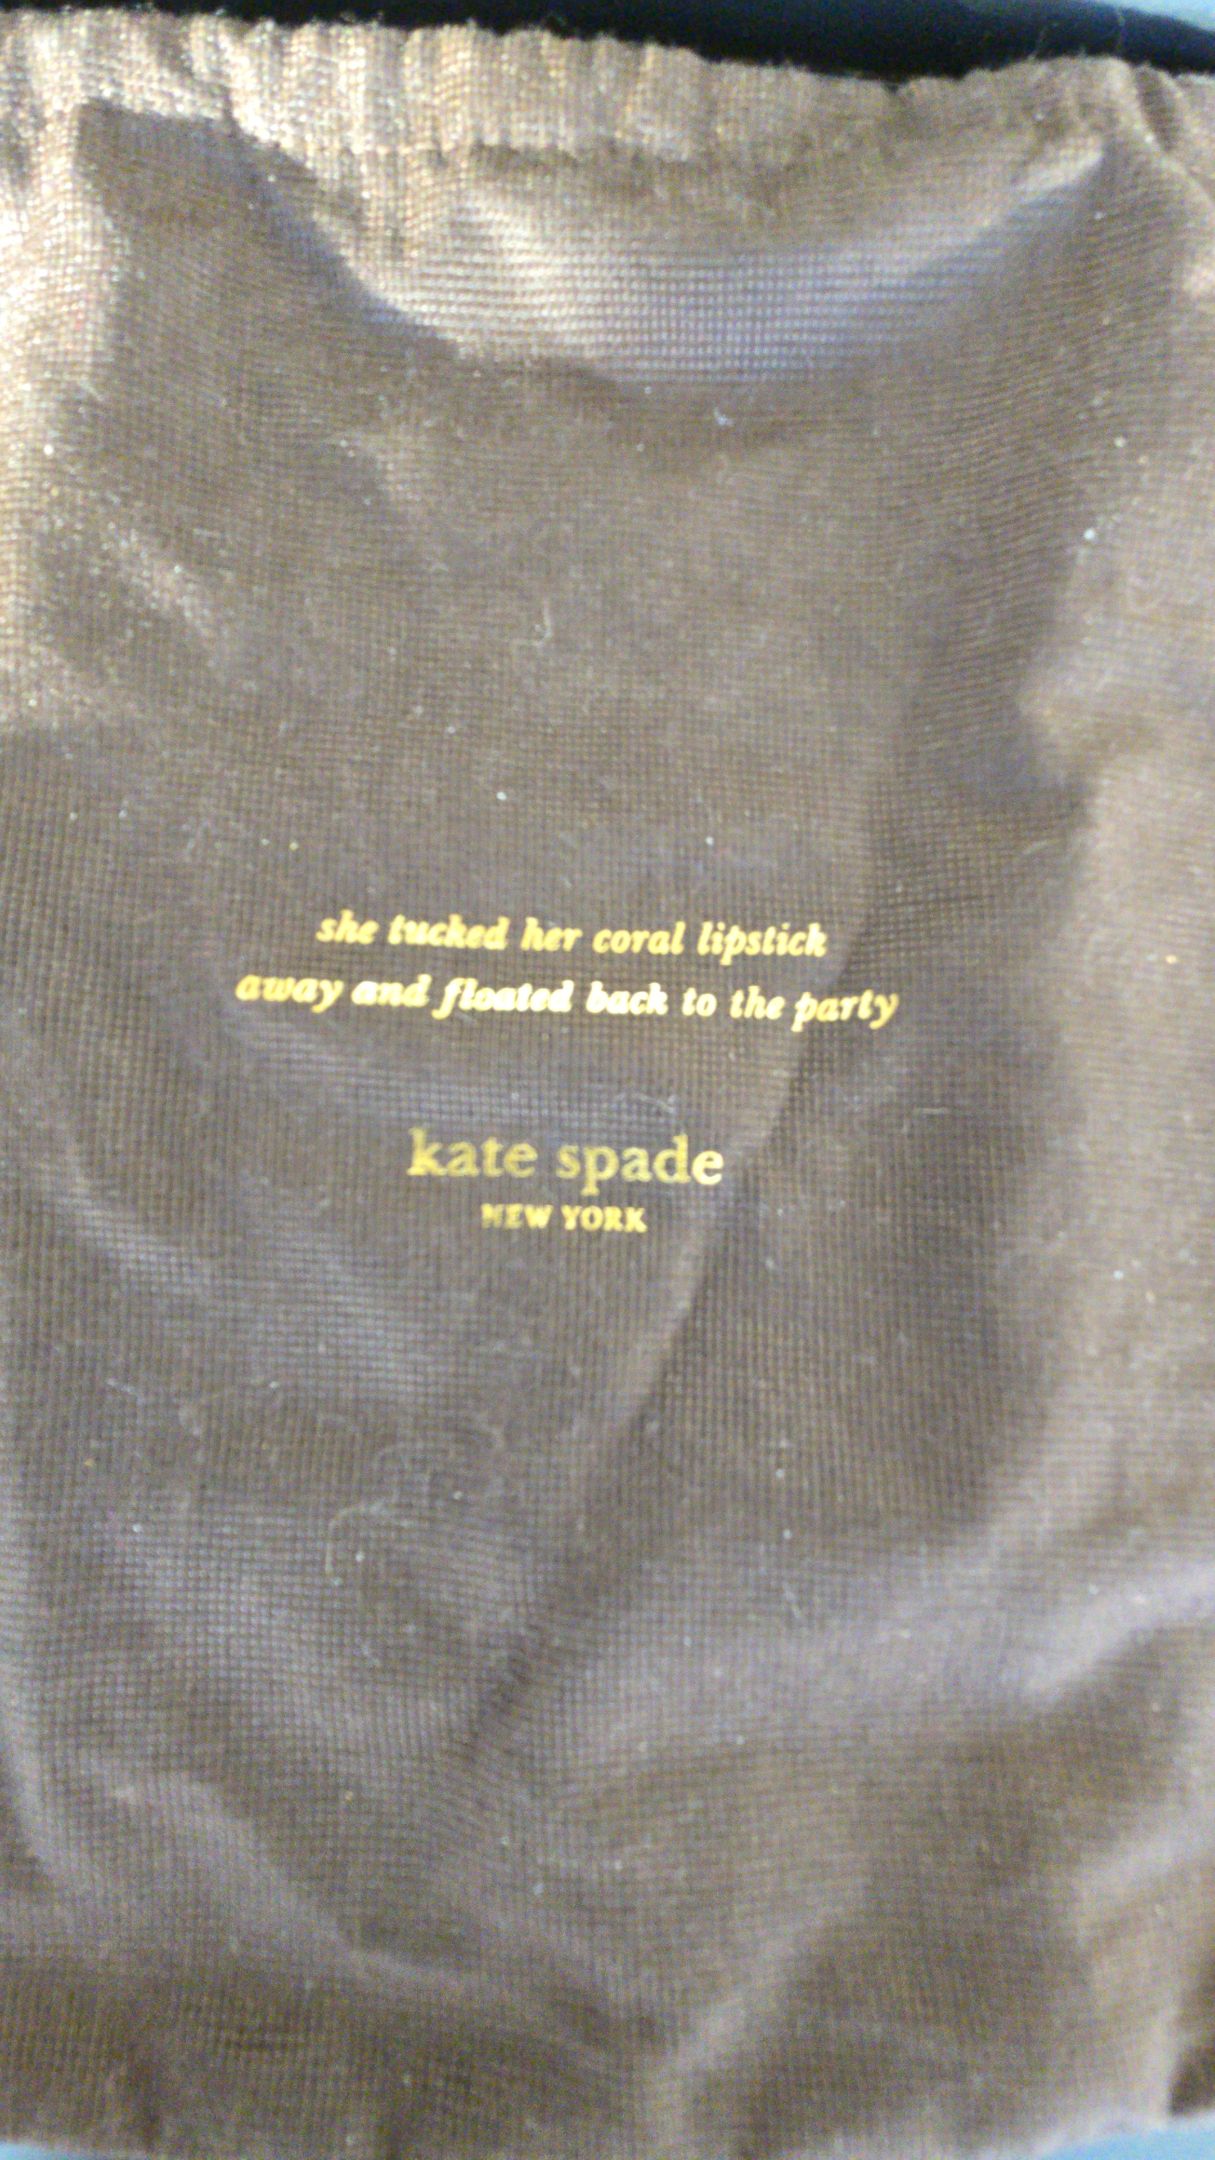 she tucked her coral lipstick
away and floated back to the party
kate spade
NEW YORK